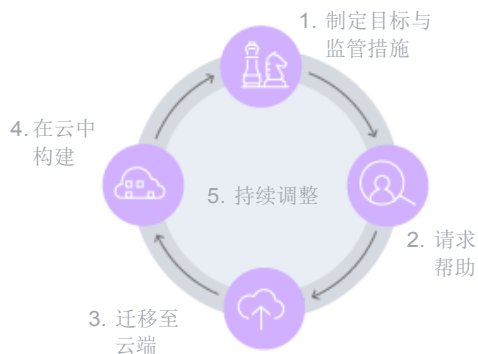 1. 制定目标与
监管措施
2. 请求
帮助
3. 迁移至
云端
4. 在云中
构建
5. 持续调整